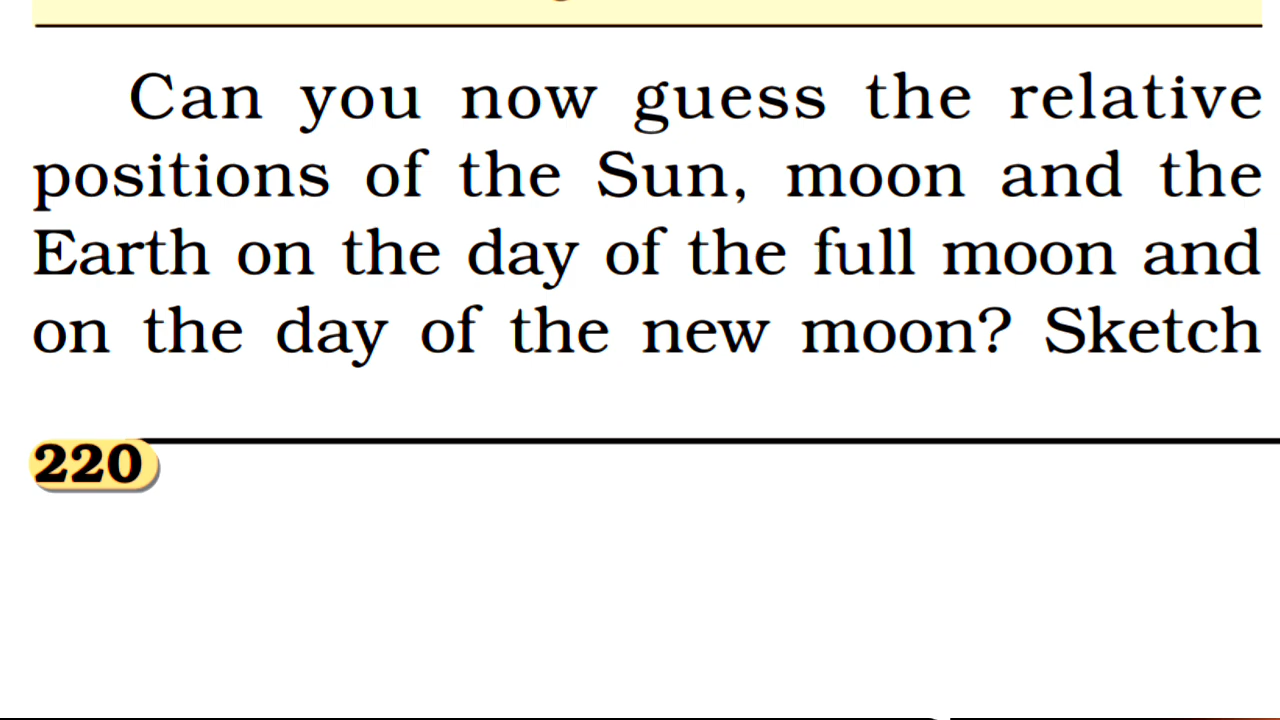 Can you now guess the relative
positions of the Sun, moon and the
Earth on the day of the full moon and
on the day of the new moon? Sketch
220